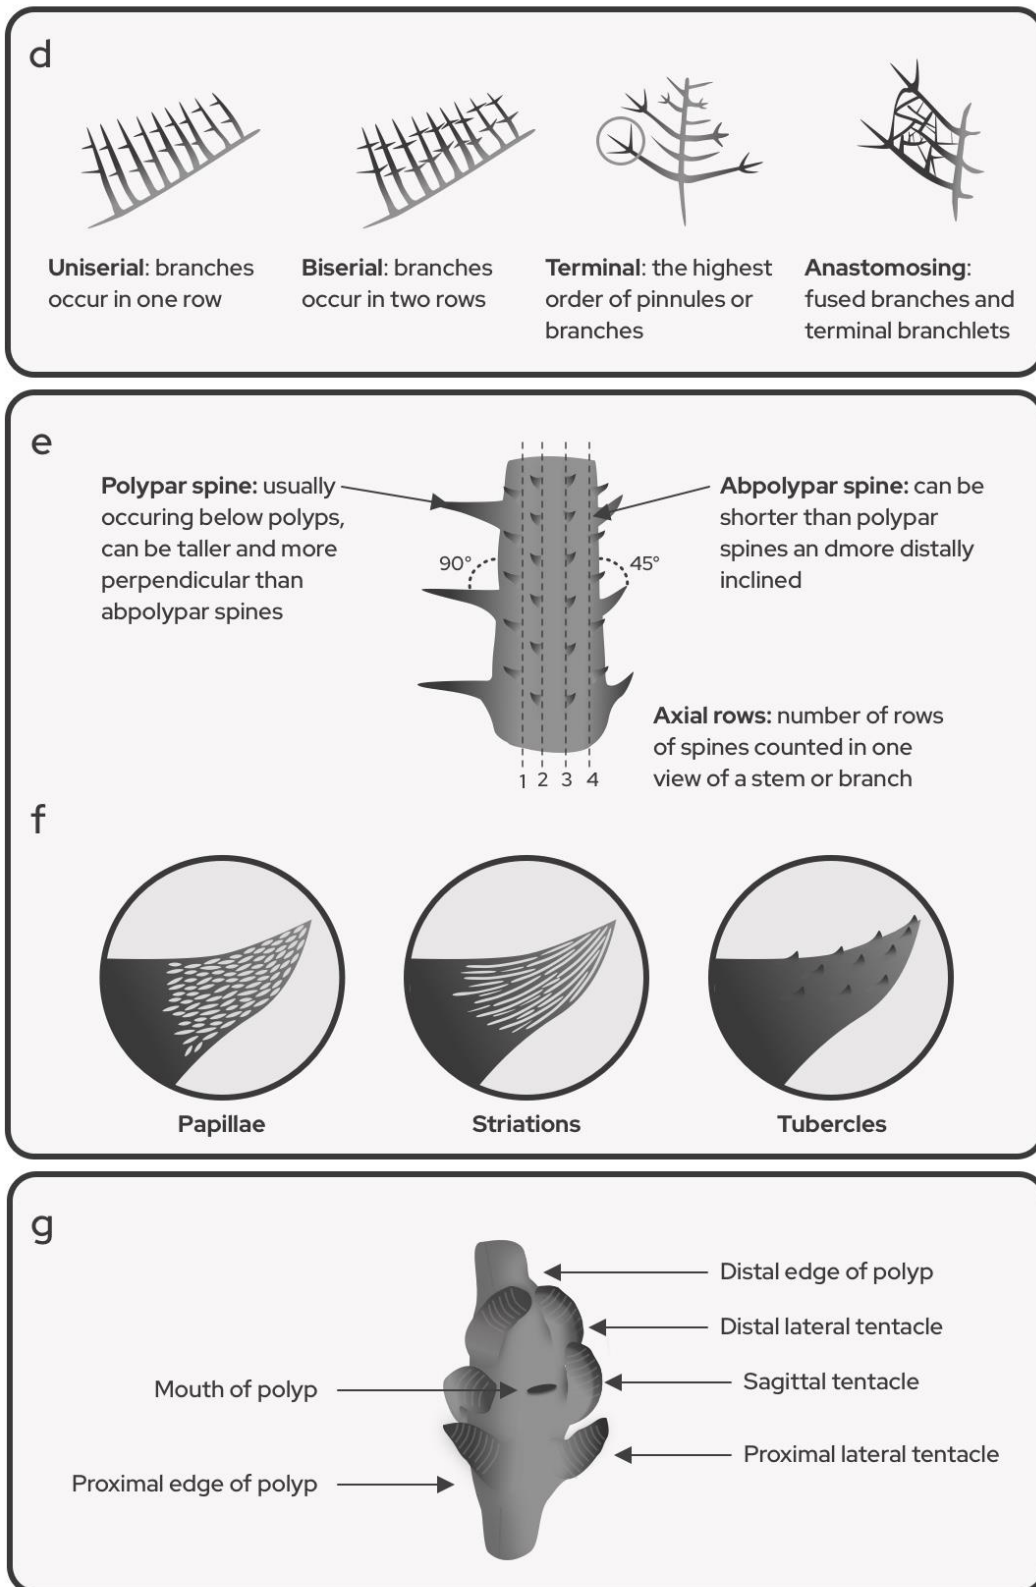 d
Uniserial: branches
occur in one row
Biserial: branches
occur in two rows
Terminal: the highest
order of pinnules or
branches
Anastomosing:
fused branches and
terminal branchlets
e
Polypar spine: usually
occuring below polyps,
can be taller and more
perpendicular than
abpolypar spines
90°
45°
Abpolypar spine: can be
shorter than polypar
spines an dmore distally
inclined
Axial rows: number of rows
of spines counted in one
view of a stem or branch
1 2 3 4
f
Papillae
Striations
Tubercles
g
Distal edge of polyp
Distal lateral tentacle
Mouth of polyp
Sagittal tentacle
Proximal lateral tentacle
Proximal edge of polyp